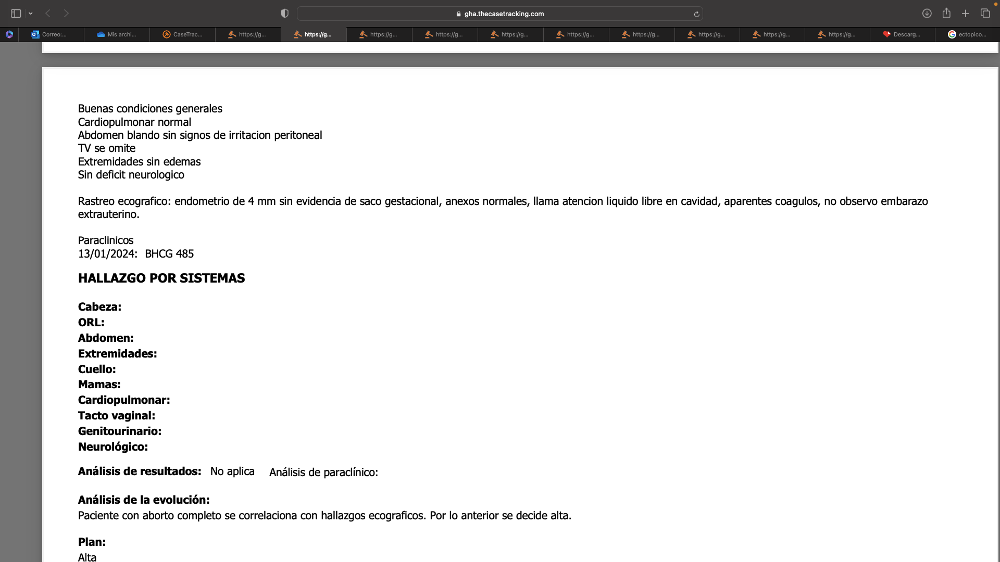 gha.thecasetracking.com
Correo:...
Mis archi...
CaseTrac...
https://g...
https://g...
https://g...
https://g...
https://g...
https://g...
https://g...
https://g...
https://g...
https://g...
Descarg...
ectopico...
Buenas condiciones generales
Cardiopulmonar normal
Abdomen blando sin signos de irritacion peritoneal
TV se omite
Extremidades sin edemas
Sin deficit neurologico
Rastreo ecografico: endometrio de 4 mm sin evidencia de saco gestacional, anexos normales, llama atencion liquido libre en cavidad, aparentes coagulos, no observo embarazo
extrauterino.
Paraclinicos
13/01/2024: BHCG 485
HALLAZGO POR SISTEMAS
Cabeza:
ORL:
Abdomen:
Extremidades:
Cuello:
Mamas:
Cardiopulmonar:
Tacto vaginal:
Genitourinario:
Neurológico:
Análisis de resultados: No aplica Análisis de paraclínico:
Análisis de la evolución:
Paciente con aborto completo se correlaciona con hallazgos ecograficos. Por lo anterior se decide alta.
Plan:
Alta